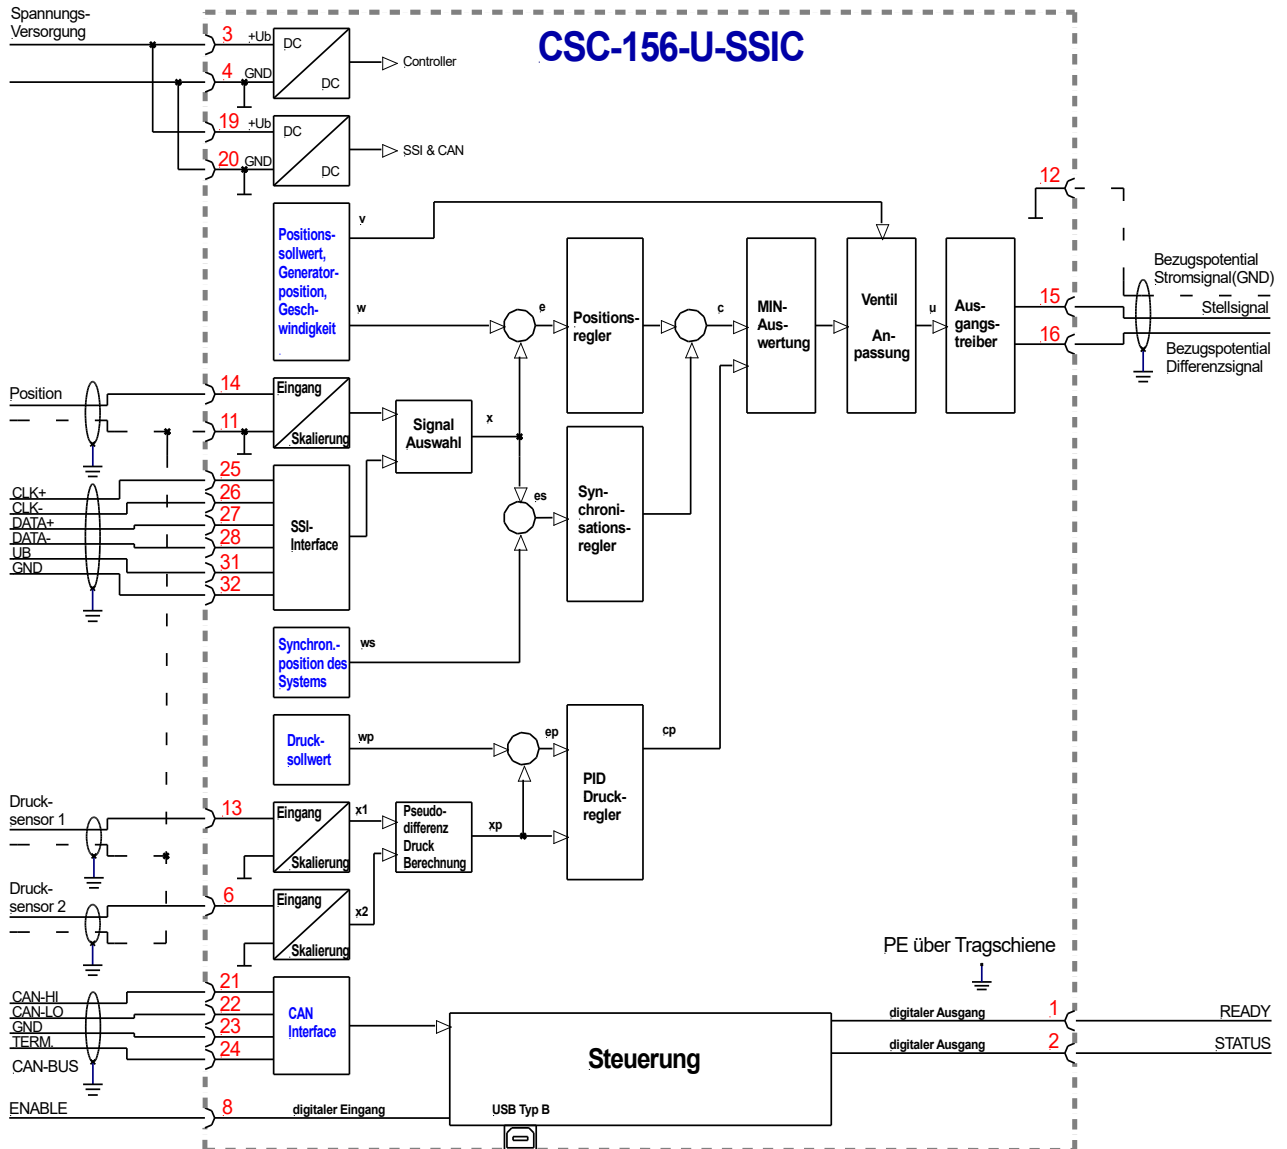 Spannungs-
Versorgung
CSC-156-U-SSIC
3 +Ub
DC
DC
Controller
4 GND
19 +Ub
DC
DC
SSI & CAN
20 GND
12
v
Positions-
sollwert,
Generator-
position,
Gesch-
windigkeit
w
e
Positions-
regler
c
MIN-
Aus-
wertung
Ventil
An-
passung
u
Aus-
gangs-
treiber
15
16
Bezugspotential
Stromsignal(GND)
Stellsignal
Bezugspotential
Differenzsignal
Position
14
11
Eingang
Skalierung
Signal
Auswahl
x
CLK+
CLK-
DATA+
DATA-
UB
GND
25
26
27
28
31
32
SSI-
Interface
es
Syn-
chroni-
sations-
regler
Synchron.-
position des
Systems
ws
Druck-
sollwert
wp
ep
PID
Druck-
regler
cp
Druck-
sensor 1
13
Eingang
Skalierung
x1
Pseudo-
differenz
Druck
Berechnung
xp
Druck-
sensor 2
6
Eingang
Skalierung
x2
PE über Tragschiene
CAN-HI
CAN-LO
GND
TERM.
CAN-BUS
21
22
23
24
CAN
Interface
Steuerung
digitaler Ausgang
1
READY
digitaler Ausgang
2
STATUS
ENABLE
8
digitaler Eingang
USB Typ B